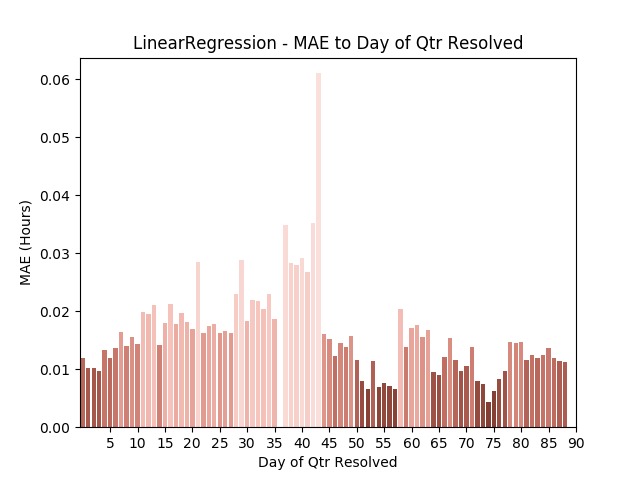 LinearRegression - MAE to Day of Qtr Resolved
0.06
0.05
0.04
0.03
0.02
0.01
0.00
MAE (Hours)
5 10 15 20 25 30 35 40 45 50 55 60 65 70 75 80 85 90
Day of Qtr Resolved